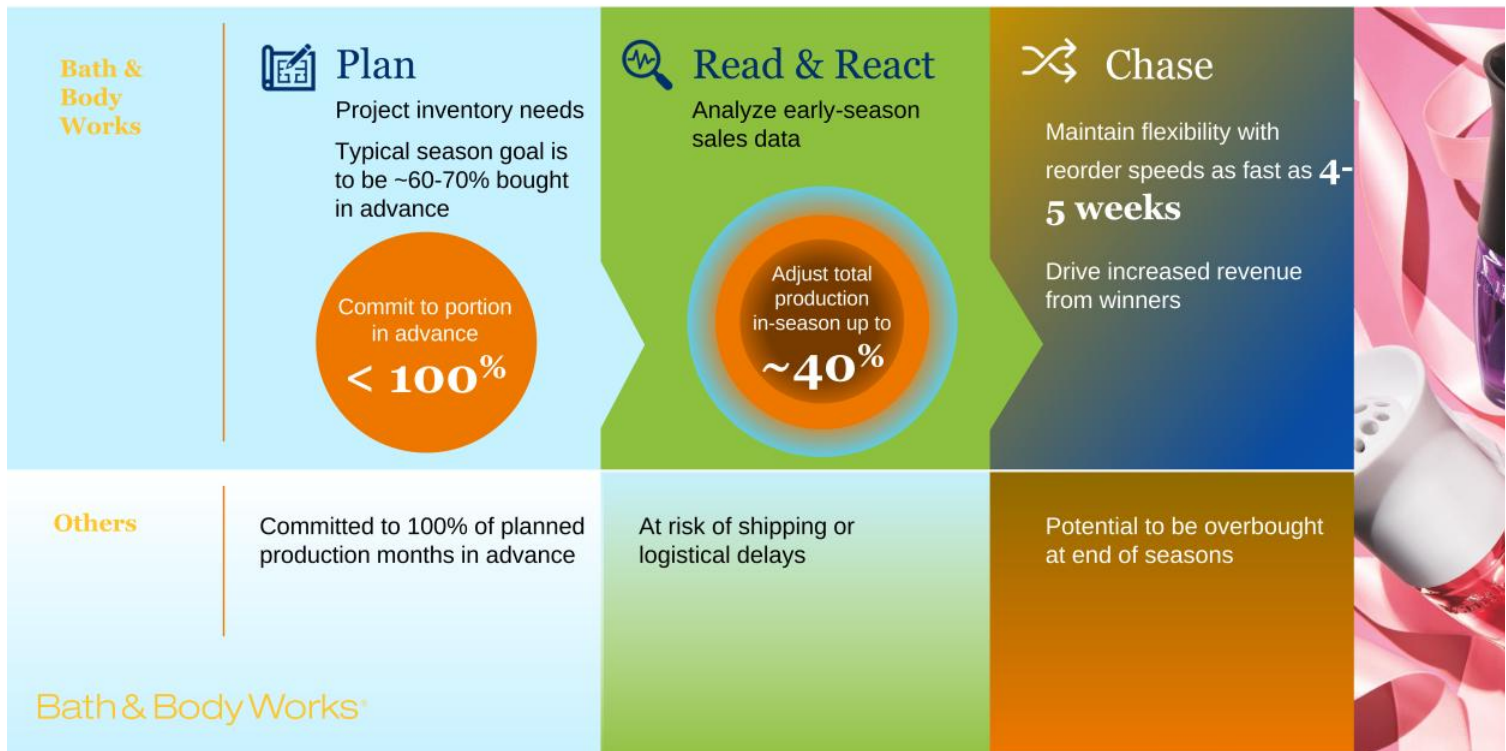 Bath &
Body
Works
Plan
Project inventory needs
Typical season goal is
to be ~60-70% bought
in advance
Commit to portion
in advance
< 100%
Read & React
Analyze early-season
sales data
Adjust total
production
in-season up to
~40%
Chase
Maintain flexibility with
reorder speeds as fast as 4-
5 weeks
Drive increased revenue
from winners
Others
Committed to 100% of planned
production months in advance
At risk of shipping or
logistical delays
Potential to be overbought
at end of seasons
Bath & Body Works®